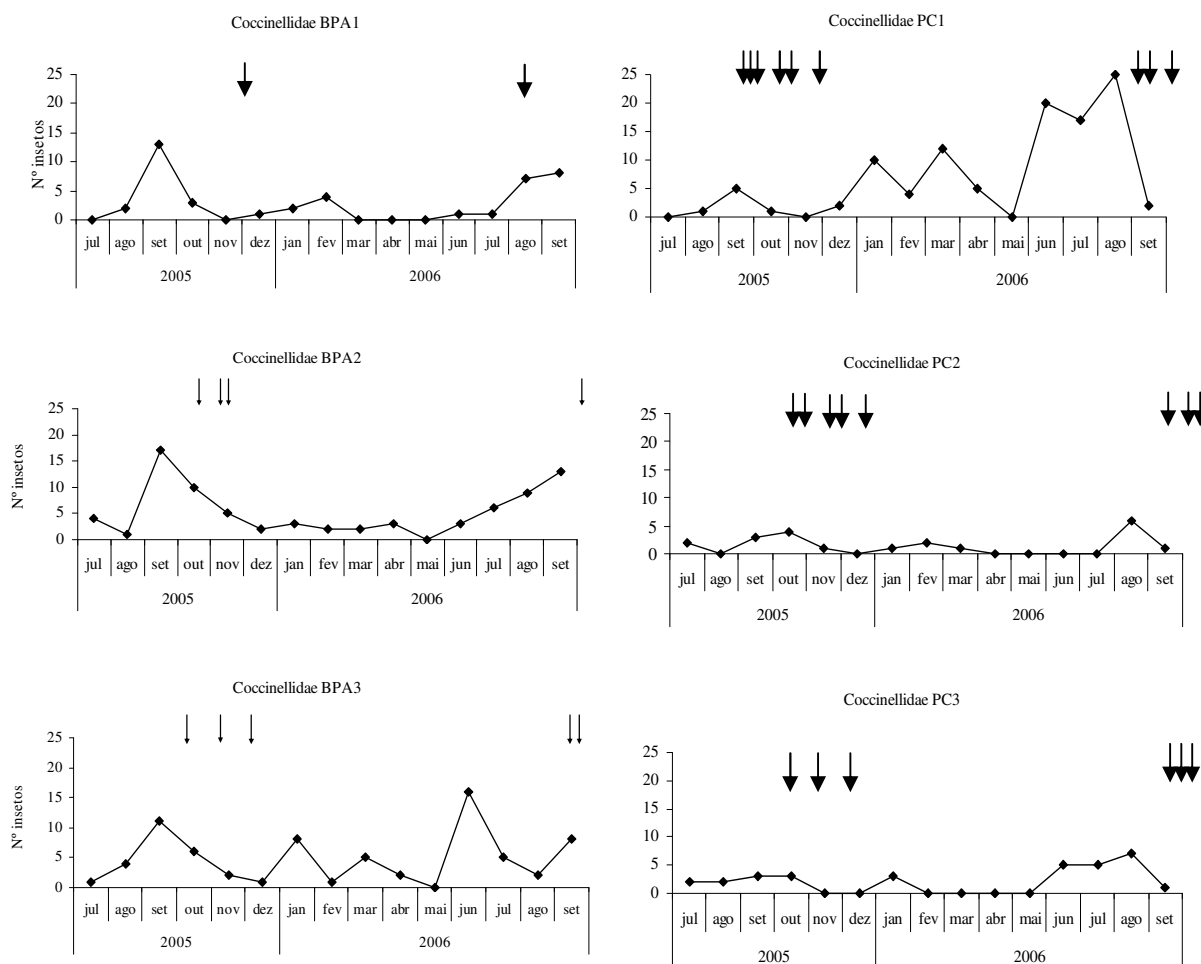 Coccinellidae BPA1
Nº insetos
25
20
15
10
5
0
jul ago set out nov dez jan fev mar abr mai jun jul ago set
2005 2006
Coccinellidae PC1
25
20
15
10
5
0
jul ago set out nov dez jan fev mar abr mai jun jul ago set
2005 2006
Coccinellidae BPA2
Nº insetos
25
20
15
10
5
0
jul ago set out nov dez jan fev mar abr mai jun jul ago set
2005 2006
Coccinellidae PC2
25
20
15
10
5
0
jul ago set out nov dez jan fev mar abr mai jun jul ago set
2005 2006
Coccinellidae BPA3
Nº insetos
25
20
15
10
5
0
jul ago set out nov dez jan fev mar abr mai jun jul ago set
2005 2006
Coccinellidae PC3
25
20
15
10
5
0
jul ago set out nov dez jan fev mar abr mai jun jul ago set
2005 2006